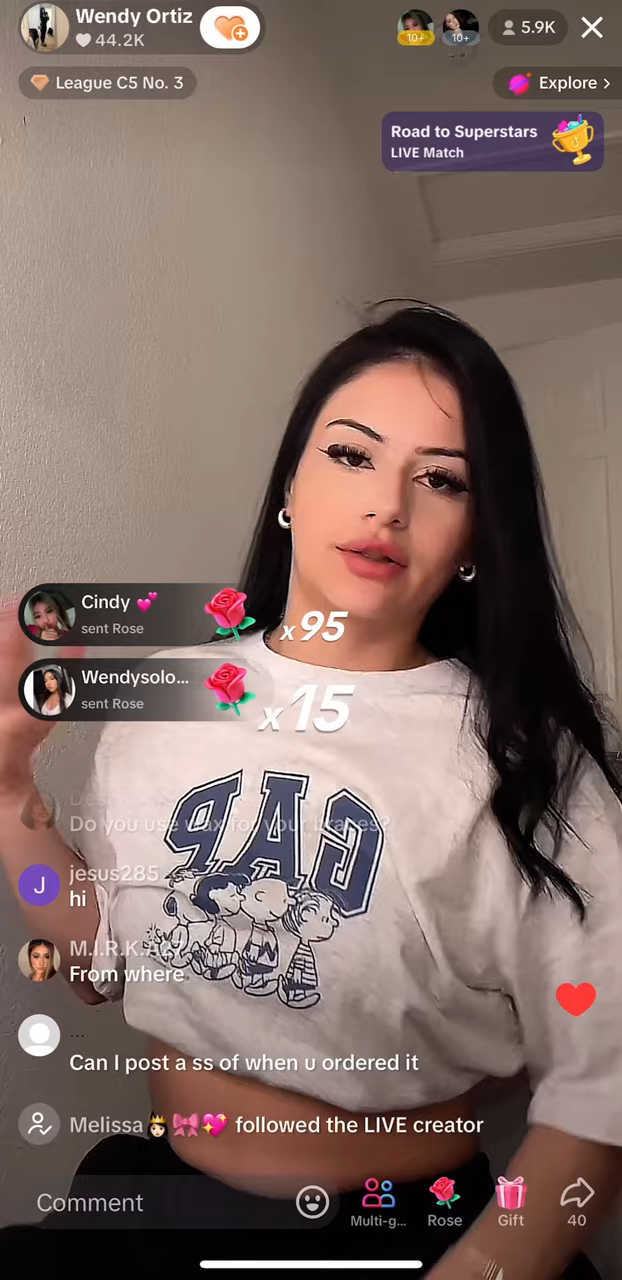 Wendy Ortiz
44.2K
10+
10+
5.9K
League C5 No. 3
Explore >
Road to Superstars
LIVE Match
Cindy 💕
sent Rose
x95
Wendysolo...
sent Rose
x15
GAP
Do you use wax for your braces?
J
jesus285
hi
From where
...
Can I post a ss of when u ordered it
Melissa👸🏻🎀💖 followed the LIVE creator
Comment
Multi-g...
Rose
Gift
40